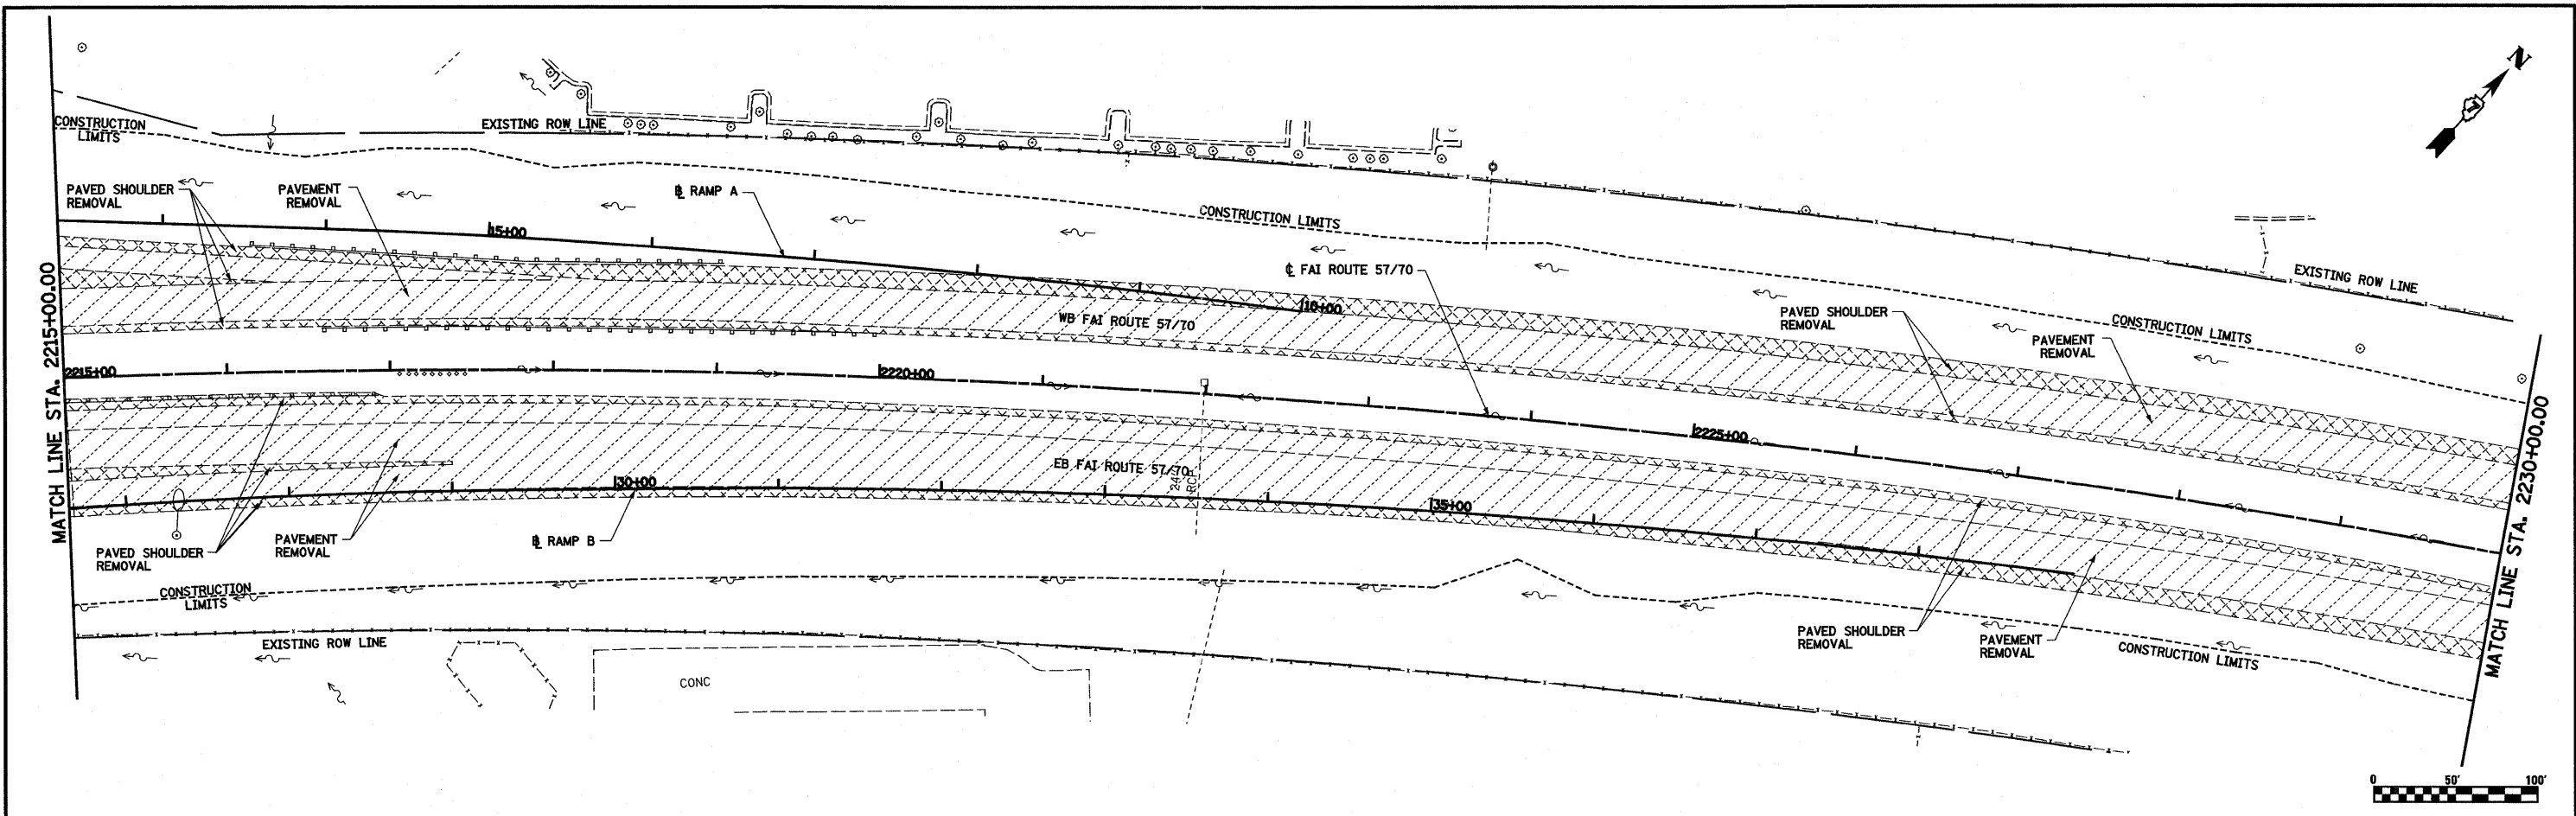 N
CONSTRUCTION
LIMITS
EXISTING ROW LINE
PAVED SHOULDER
REMOVAL
PAVEMENT
REMOVAL
℄ RAMP A
CONSTRUCTION LIMITS
15+00
℄ FAI ROUTE 57/70
EXISTING ROW LINE
10+00
WB FAI ROUTE 57/70
PAVED SHOULDER
REMOVAL
CONSTRUCTION LIMITS
PAVEMENT
REMOVAL
MATCH LINE STA. 2215+00.00
2215+00
2220+00
2225+00
EB FAI ROUTE 57/70
30+00
35+00
MATCH LINE STA. 2230+00.00
PAVED SHOULDER
REMOVAL
PAVEMENT
REMOVAL
℄ RAMP B
CONSTRUCTION
LIMITS
EXISTING ROW LINE
CONC
PAVED SHOULDER
REMOVAL
PAVEMENT
REMOVAL
CONSTRUCTION LIMITS
0 50' 100'